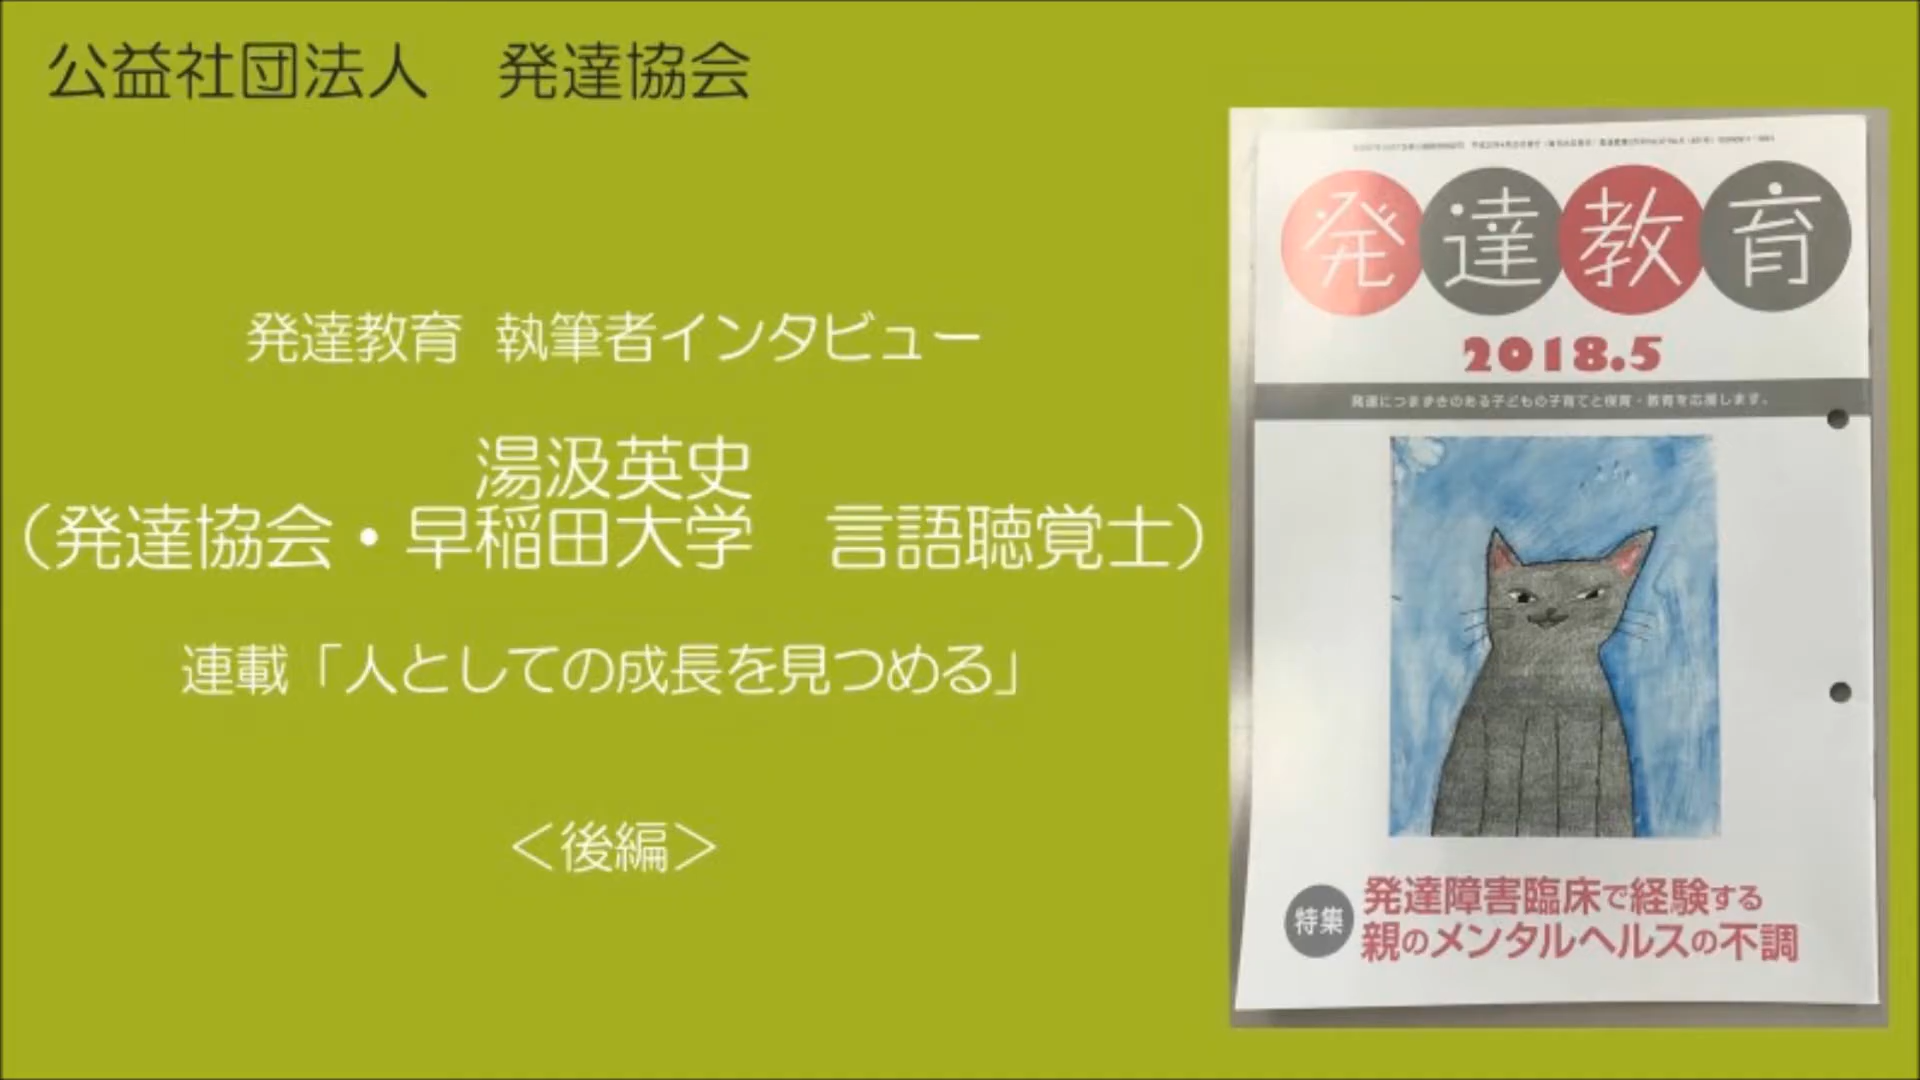 公益社団法人　発達協会
発達教育 執筆者インタビュー
湯汲英史
（発達協会・早稲田大学　言語聴覚士）
連載「人としての成長を見つめる」
＜後編＞
発達教育
2018.5
発達につまずきのある子どもの子育てと保育・教育を応援します。
特集
発達障害臨床で経験する
親のメンタルヘルスの不調